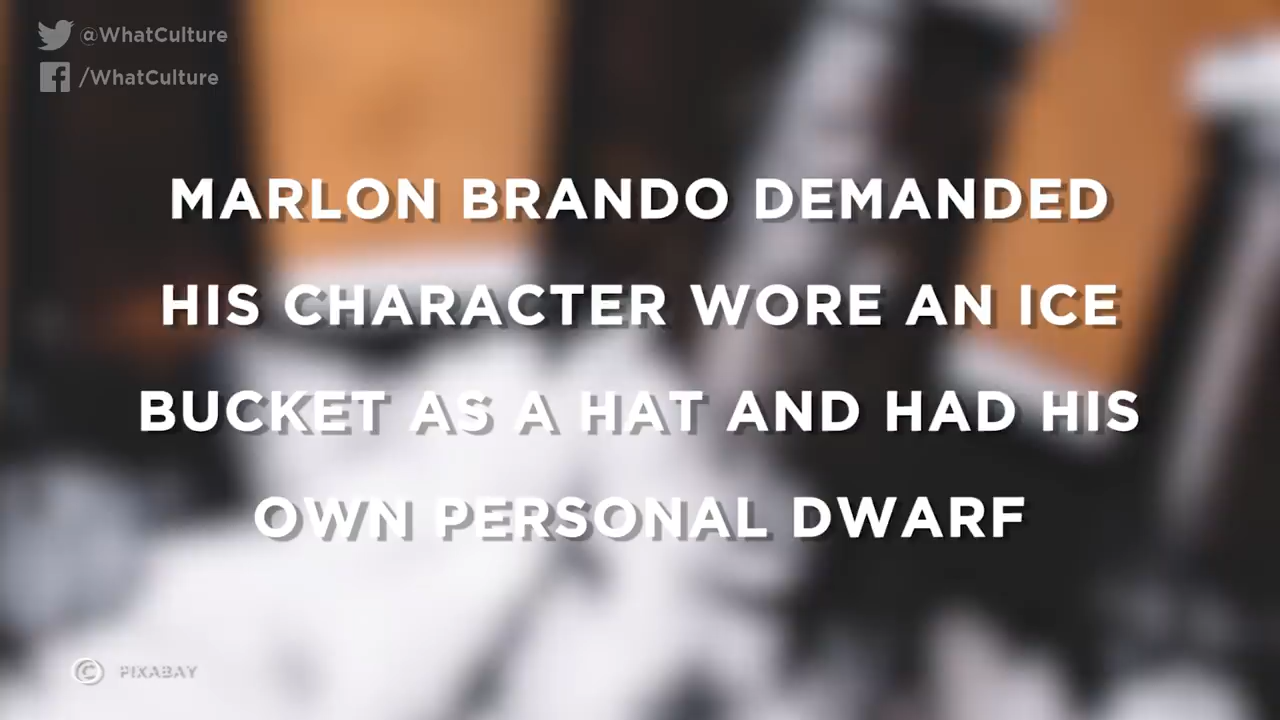 @WhatCulture
/WhatCulture
MARLON BRANDO DEMANDED
HIS CHARACTER WORE AN ICE
BUCKET AS A HAT AND HAD HIS
OWN PERSONAL DWARF
© PIXABAY